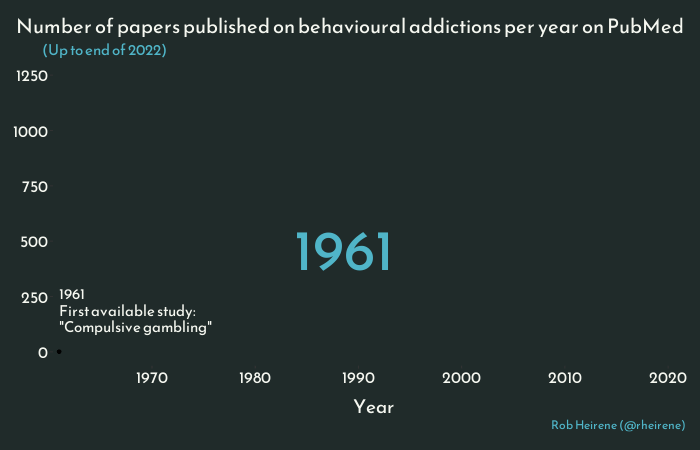 Number of papers published on behavioural addictions per year on PubMed
(Up to end of 2022)
1250
1000
750
500
250
0
1961
1961
First available study:
"Compulsive gambling"
1970 1980 1990 2000 2010 2020
Year
Rob Heirene (@rheirene)